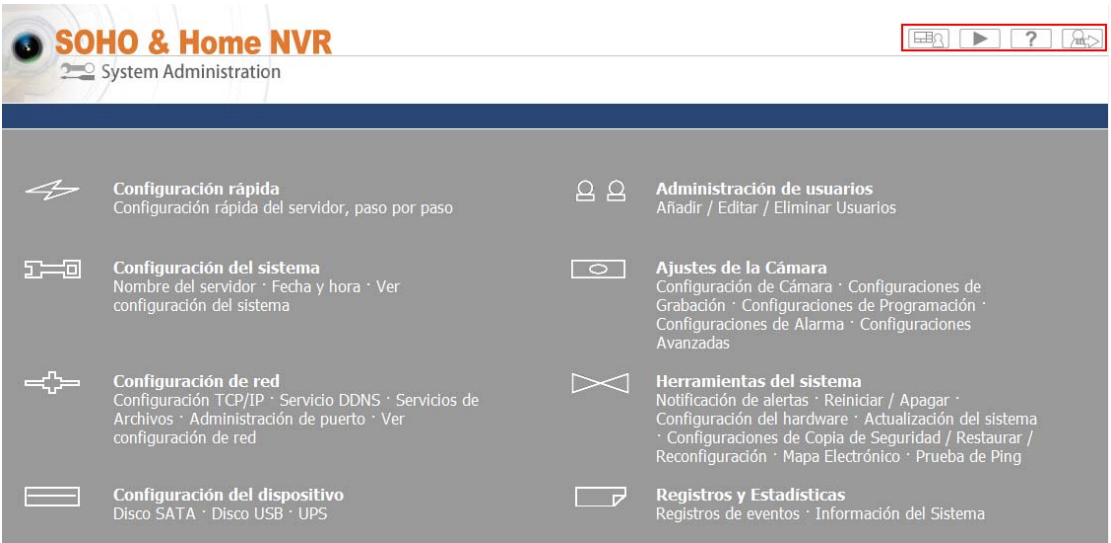 SOHO & Home NVR
System Administration
?
Configuración rápida
Configuración rápida del servidor, paso por paso
Configuración del sistema
Nombre del servidor · Fecha y hora · Ver
configuración del sistema
Configuración de red
Configuración TCP/IP · Servicio DDNS · Servicios de
Archivos · Administración de puerto · Ver
configuración de red
Configuración del dispositivo
Disco SATA · Disco USB · UPS
Administración de usuarios
Añadir / Editar / Eliminar Usuarios
Ajustes de la Cámara
Configuración de Cámara · Configuraciones de
Grabación · Configuraciones de Programación ·
Configuraciones de Alarma · Configuraciones
Avanzadas
Herramientas del sistema
Notificación de alertas · Reiniciar / Apagar ·
Configuración del hardware · Actualización del sistema
· Configuraciones de Copia de Seguridad / Restaurar /
Reconfiguración · Mapa Electrónico · Prueba de Ping
Registros y Estadísticas
Registros de eventos · Información del Sistema